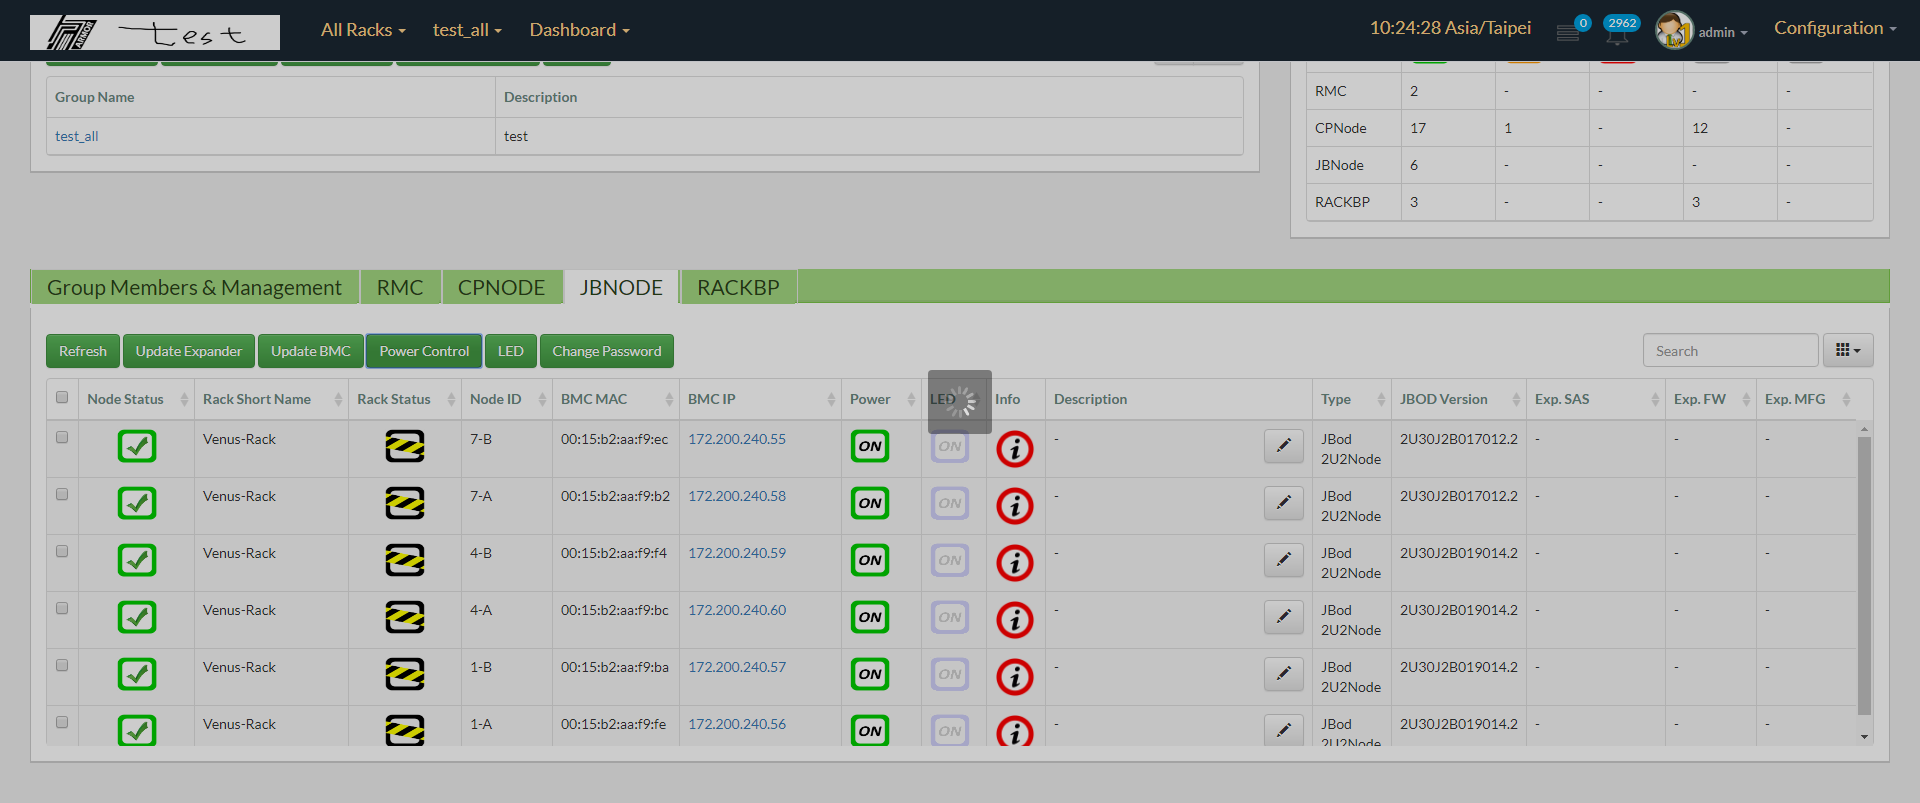 ARMOR test All Racks test_all Dashboard 10:24:28 Asia/Taipei 0 2962 admin Configuration
Group Name Description
test_all test
RMC 2 - - - -
CPNode 17 1 - 12 -
JBNode 6 - - - -
RACKBP 3 - - 3 -
Group Members & Management RMC CPNODE JBNODE RACKBP
Refresh Update Expander Update BMC Power Control LED Change Password Search
Node Status Rack Short Name Rack Status Node ID BMC MAC BMC IP Power LED Info Description Type JBOD Version Exp. SAS Exp. FW Exp. MFG
Venus-Rack 7-B 00:15:b2:aa:f9:ec 172.200.240.55 ON ON i - JBod 2U30J2B017012.2 - - -
2U2Node
Venus-Rack 7-A 00:15:b2:aa:f9:b2 172.200.240.58 ON ON i - JBod 2U30J2B017012.2 - - -
2U2Node
Venus-Rack 4-B 00:15:b2:aa:f9:f4 172.200.240.59 ON ON i - JBod 2U30J2B019014.2 - - -
2U2Node
Venus-Rack 4-A 00:15:b2:aa:f9:bc 172.200.240.60 ON ON i - JBod 2U30J2B019014.2 - - -
2U2Node
Venus-Rack 1-B 00:15:b2:aa:f9:ba 172.200.240.57 ON ON i - JBod 2U30J2B019014.2 - - -
2U2Node
Venus-Rack 1-A 00:15:b2:aa:f9:fe 172.200.240.56 ON ON i - JBod 2U30J2B019014.2 - - -
2U2Node